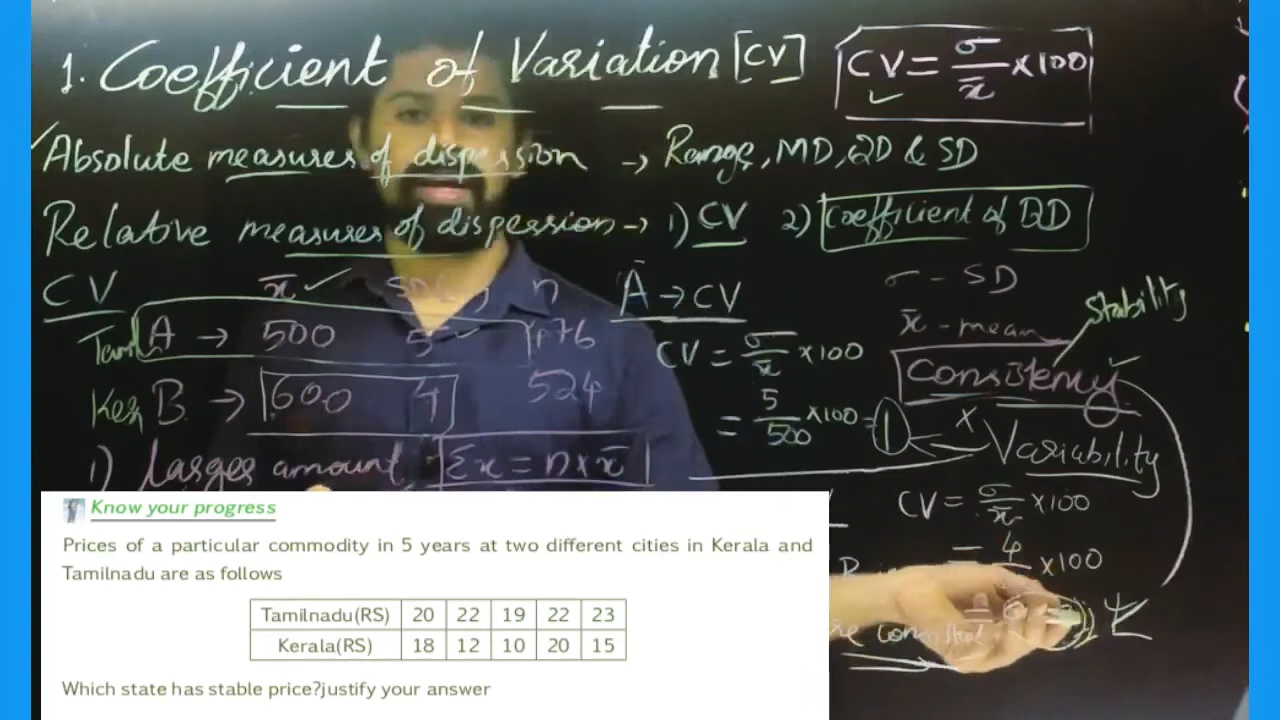 1. Coefficient of Variation [CV]
CV = σ/x̄ × 100
Absolute measures of dispersion → Range, MD, QD & SD
Relative measures of dispersion → 1) CV 2) Coefficient of QD
CV x̄ n
A → 500 5
B → 600 4 524
1) larger amount Σx = n × x̄
A → CV
CV = σ/x̄ × 100
= 5/500 × 100 = 1
σ - SD
x̄ - mean
Stability
Consistency
Variability
CV = σ/x̄ × 100
= 4 × 100
Know your progress
Prices of a particular commodity in 5 years at two different cities in Kerala and
Tamilnadu are as follows
Tamilnadu(RS) 20 22 19 22 23
Kerala(RS) 18 12 10 20 15
Which state has stable price?justify your answer